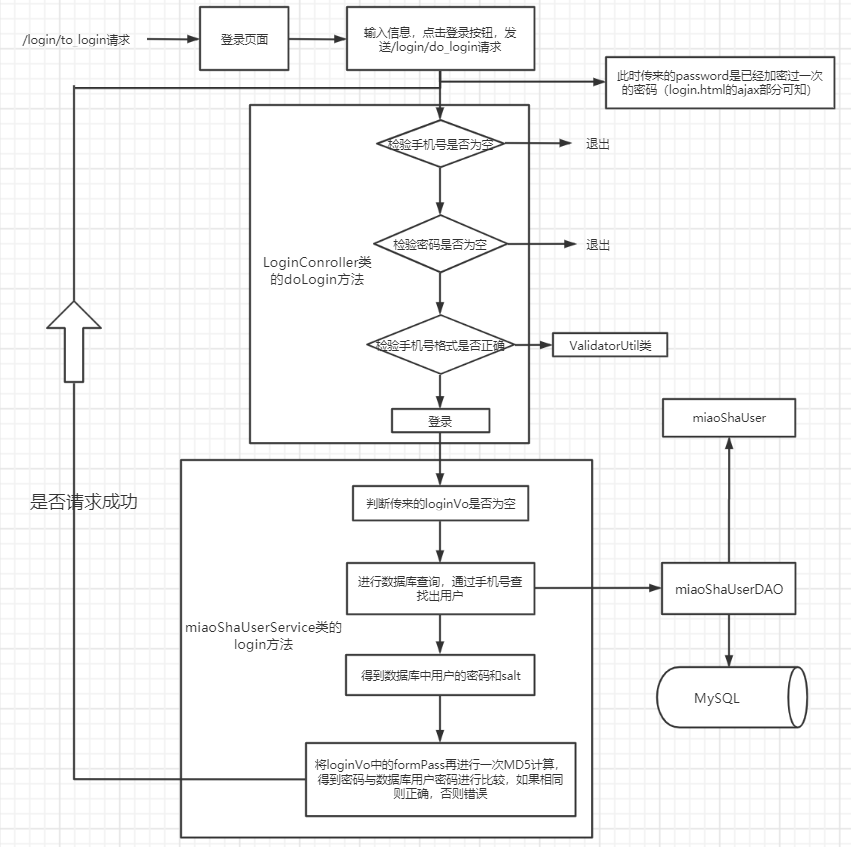 /login/to_login请求
登录页面
输入信息，点击登录按钮，发
送/login/do_login请求
此时传来的password是已经加密过一次
的密码（login.html的ajax部分可知）
检验手机号是否为空
退出
检验密码是否为空
退出
LoginConroller类
的doLogin方法
检验手机号格式是否正确
ValidatorUtil类
登录
miaoShaUser
是否请求成功
判断传来的loginVo是否为空
进行数据库查询，通过手机号查
找出用户
miaoShaUserDAO
miaoShaUserService类的
login方法
得到数据库中用户的密码和salt
MySQL
将loginVo中的formPass再进行一次MD5计算，
得到密码与数据库用户密码进行比较，如果相同
则正确，否则错误